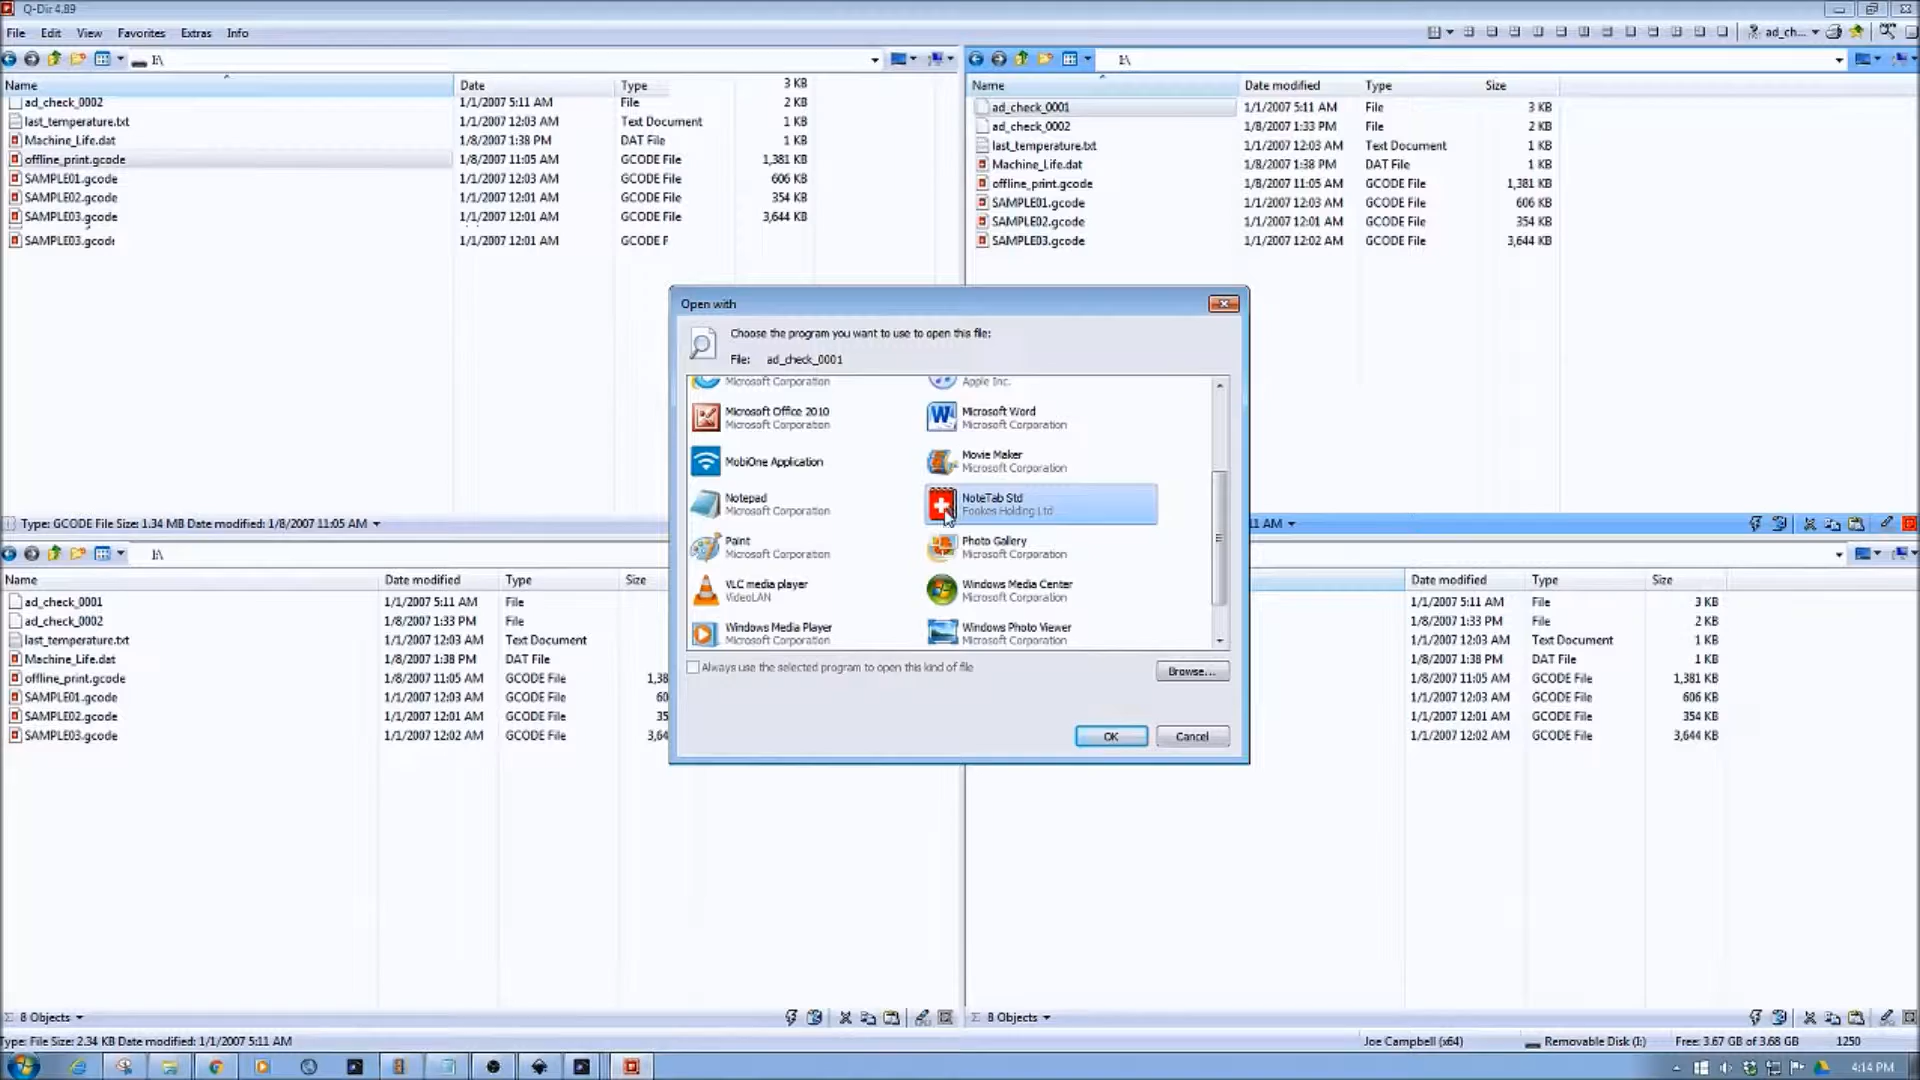 Q-Dir 4.89
File Edit View Favorites Extras Info
ad_ch...
I:\
Name Date Type 3 KB
ad_check_0002 1/1/2007 5:11 AM File 2 KB
last_temperature.txt 1/1/2007 12:03 AM Text Document 1 KB
Machine_Life.dat 1/8/2007 1:38 PM DAT File 1 KB
offline_print.gcode 1/8/2007 11:05 AM GCODE File 1,381 KB
SAMPLE01.gcode 1/1/2007 12:03 AM GCODE File 606 KB
SAMPLE02.gcode 1/1/2007 12:01 AM GCODE File 354 KB
SAMPLE03.gcode 1/1/2007 12:01 AM GCODE File 3,644 KB
SAMPLE03.gcode 1/1/2007 12:01 AM GCODE F
I:\
Name Date modified Type Size
ad_check_0001 1/1/2007 5:11 AM File 3 KB
ad_check_0002 1/8/2007 1:33 PM File 2 KB
last_temperature.txt 1/1/2007 12:03 AM Text Document 1 KB
Machine_Life.dat 1/8/2007 1:38 PM DAT File 1 KB
offline_print.gcode 1/8/2007 11:05 AM GCODE File 1,381 KB
SAMPLE01.gcode 1/1/2007 12:03 AM GCODE File 606 KB
SAMPLE02.gcode 1/1/2007 12:01 AM GCODE File 354 KB
SAMPLE03.gcode 1/1/2007 12:02 AM GCODE File 3,644 KB
Open with
Choose the program you want to use to open this file:
File: ad_check_0001
Microsoft Corporation
Apple Inc.
Microsoft Office 2010
Microsoft Corporation
Microsoft Word
Microsoft Corporation
MobiOne Application
Movie Maker
Microsoft Corporation
Notepad
Microsoft Corporation
NoteTab Std
Fookes Holding Ltd
Paint
Microsoft Corporation
Photo Gallery
Microsoft Corporation
VLC media player
VideoLAN
Windows Media Center
Microsoft Corporation
Windows Media Player
Microsoft Corporation
Windows Photo Viewer
Microsoft Corporation
Always use the selected program to open this kind of file
Browse...
OK Cancel
Type: GCODE File Size: 1.34 MB Date modified: 1/8/2007 11:05 AM
11 AM
I:\
Name Date modified Type Size
ad_check_0001 1/1/2007 5:11 AM File
ad_check_0002 1/8/2007 1:33 PM File
last_temperature.txt 1/1/2007 12:03 AM Text Document
Machine_Life.dat 1/8/2007 1:38 PM DAT File
offline_print.gcode 1/8/2007 11:05 AM GCODE File 1,38
SAMPLE01.gcode 1/1/2007 12:03 AM GCODE File 60
SAMPLE02.gcode 1/1/2007 12:01 AM GCODE File 35
SAMPLE03.gcode 1/1/2007 12:02 AM GCODE File 3,64
Date modified Type Size
1/1/2007 5:11 AM File 3 KB
1/8/2007 1:33 PM File 2 KB
1/1/2007 12:03 AM Text Document 1 KB
1/8/2007 1:38 PM DAT File 1 KB
1/8/2007 11:05 AM GCODE File 1,381 KB
1/1/2007 12:03 AM GCODE File 606 KB
1/1/2007 12:01 AM GCODE File 354 KB
1/1/2007 12:02 AM GCODE File 3,644 KB
8 Objects
8 Objects
Type: File Size: 2.34 KB Date modified: 1/1/2007 5:11 AM
Joe Campbell (x64) Removable Disk (I:) Free: 3.67 GB of 3.68 GB 1250
4:14 PM